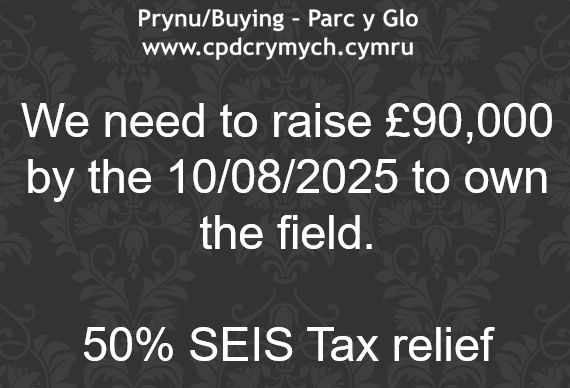 Prynu/Buying - Parc y Glo
www.cpdcrymych.cymru
We need to raise £90,000
by the 10/08/2025 to own
the field.
50% SEIS Tax relief